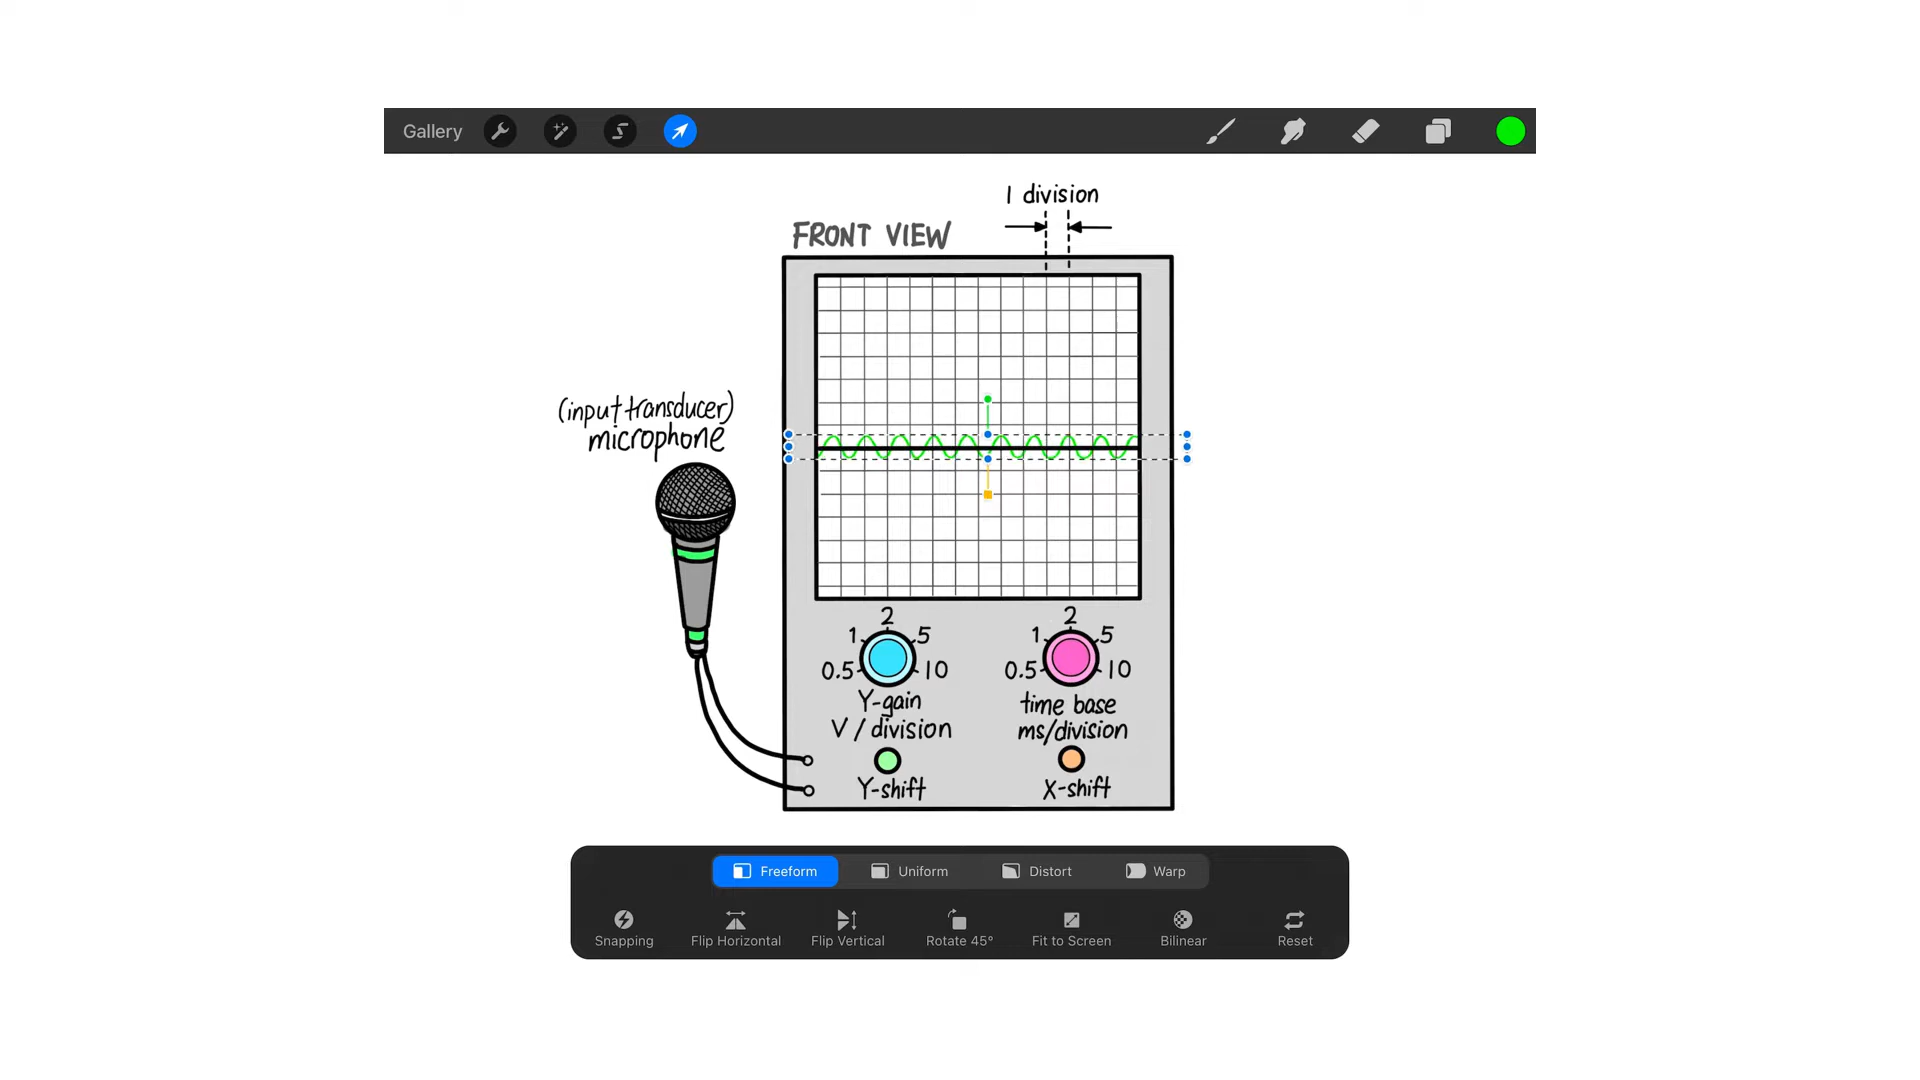 Gallery
1 division
FRONT VIEW
(input transducer)
microphone
2
2
1
5
1
5
0.5
10
0.5
10
Y-gain
time base
V / division
ms/division
Y-shift
X-shift
Freeform
Uniform
Distort
Warp
Snapping
Flip Horizontal
Flip Vertical
Rotate 45°
Fit to Screen
Bilinear
Reset